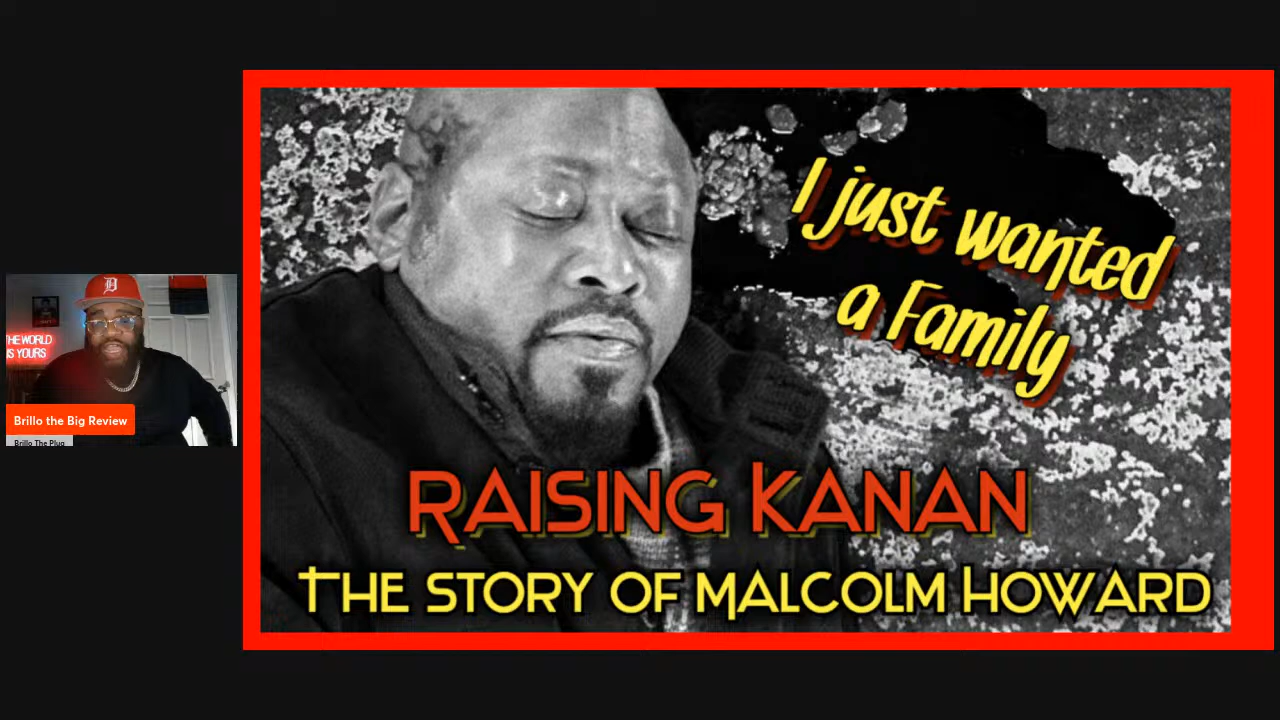 I just wanted
a Family
THE WORLD
IS YOURS
Brillo the Big Review
Brillo The Plug
RAISING KANAN
THE STORY OF MALCOLM HOWARD